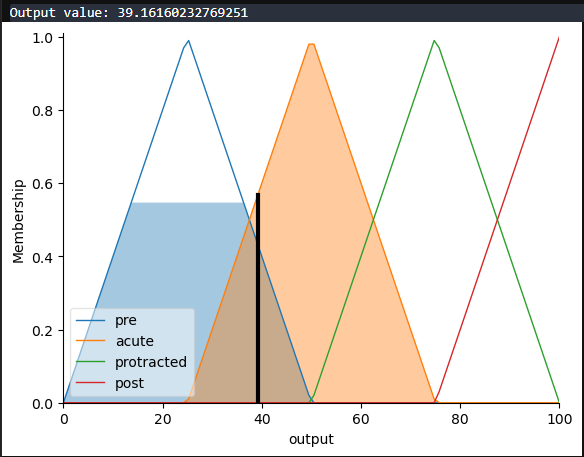 Output value: 39.16160232769251
1.0
0.8
0.6
0.4
0.2
0.0
Membership
pre
acute
protracted
post
0 20 40 60 80 100
output